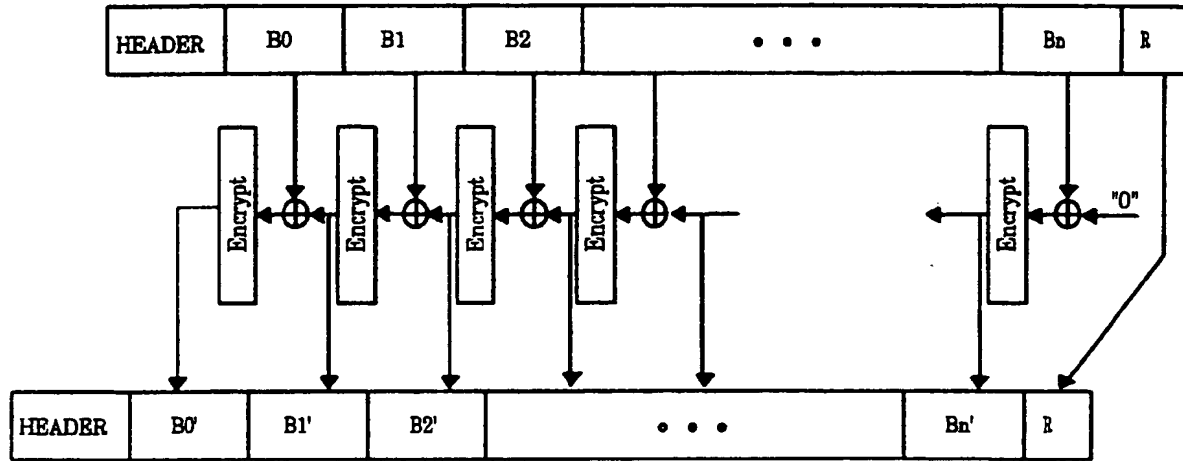 HEADER B0 B1 B2 • • • Bn R
Encrypt Encrypt Encrypt Encrypt Encrypt "0"
HEADER B0' B1' B2' • • • Bn' R